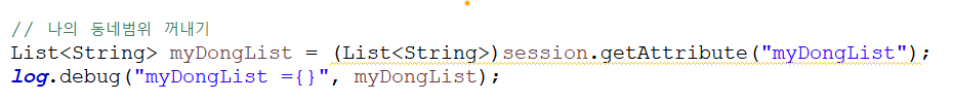 // 나의 동네범위 꺼내기
List<String> myDongList = (List<String>)session.getAttribute("myDongList");
log.debug("myDongList ={}", myDongList);